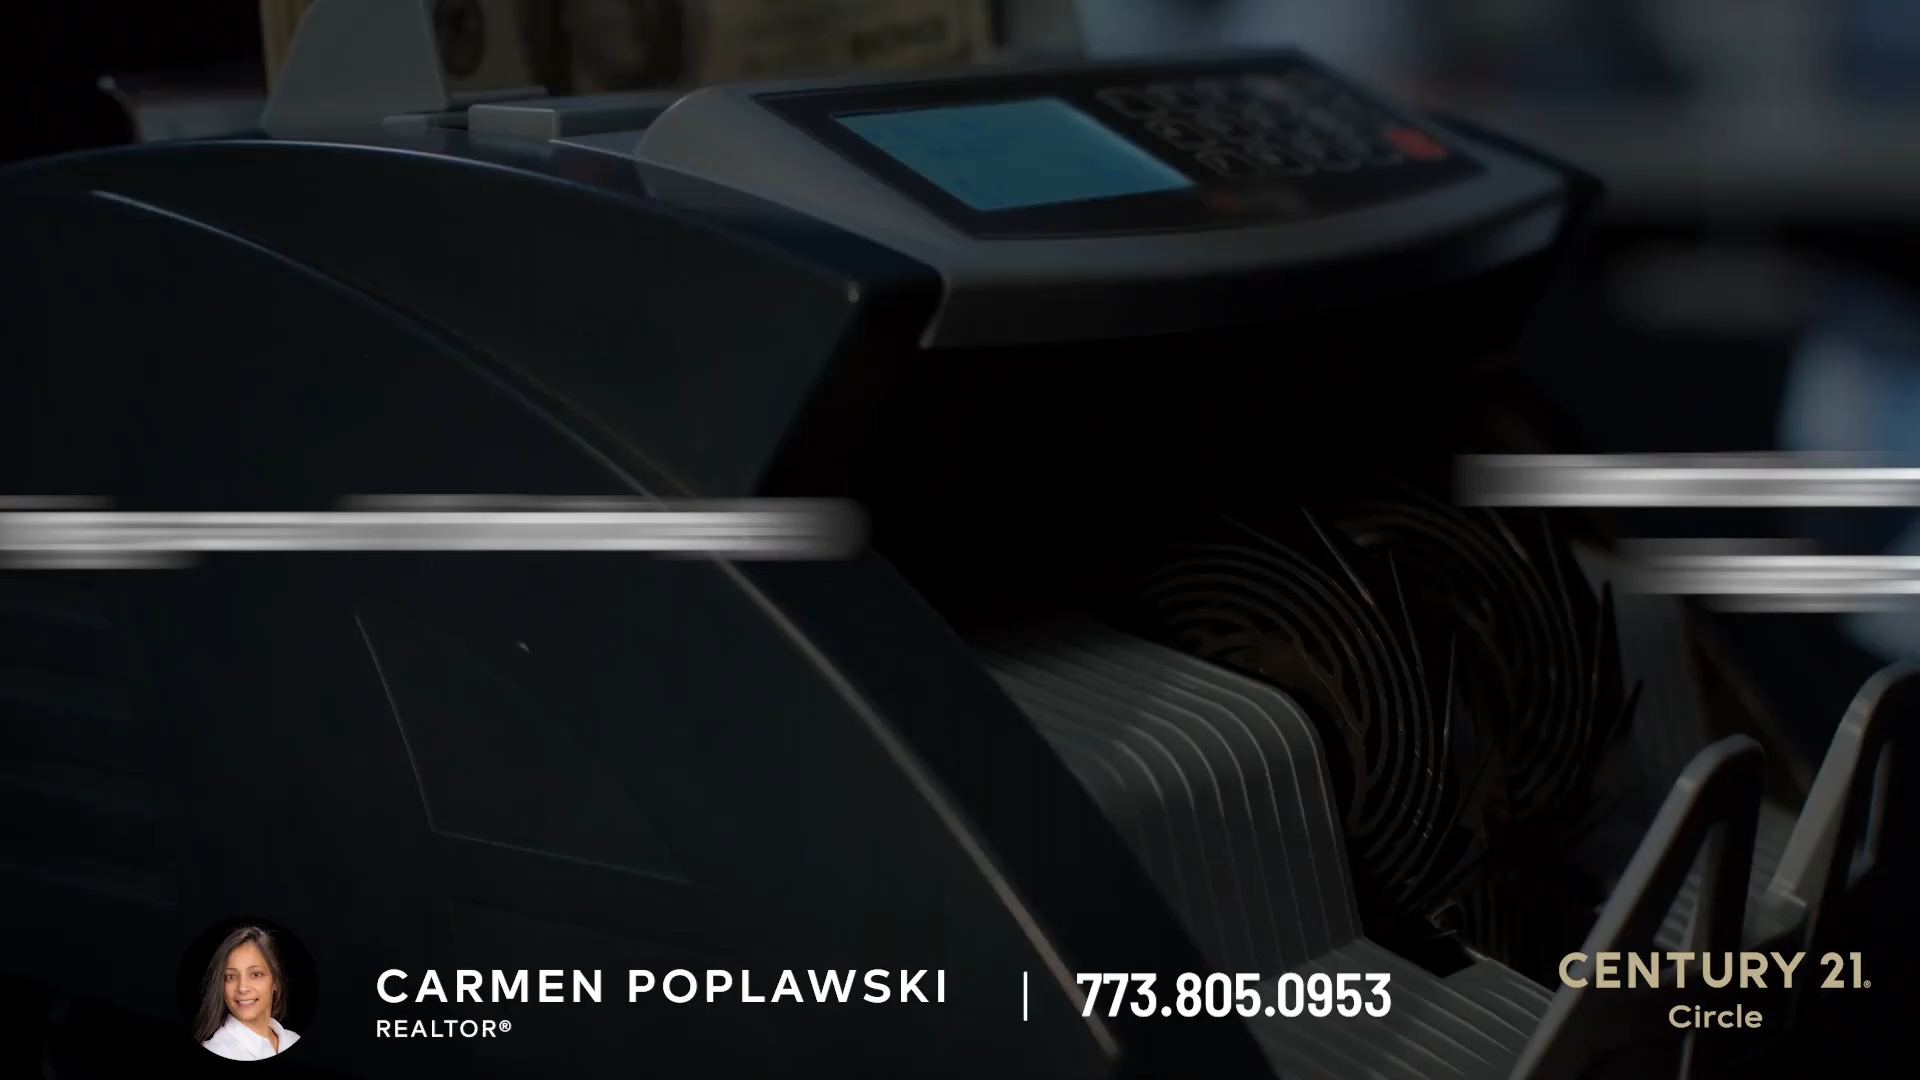 CARMEN POPLAWSKI
REALTOR®
|
773.805.0953
CENTURY 21®
Circle